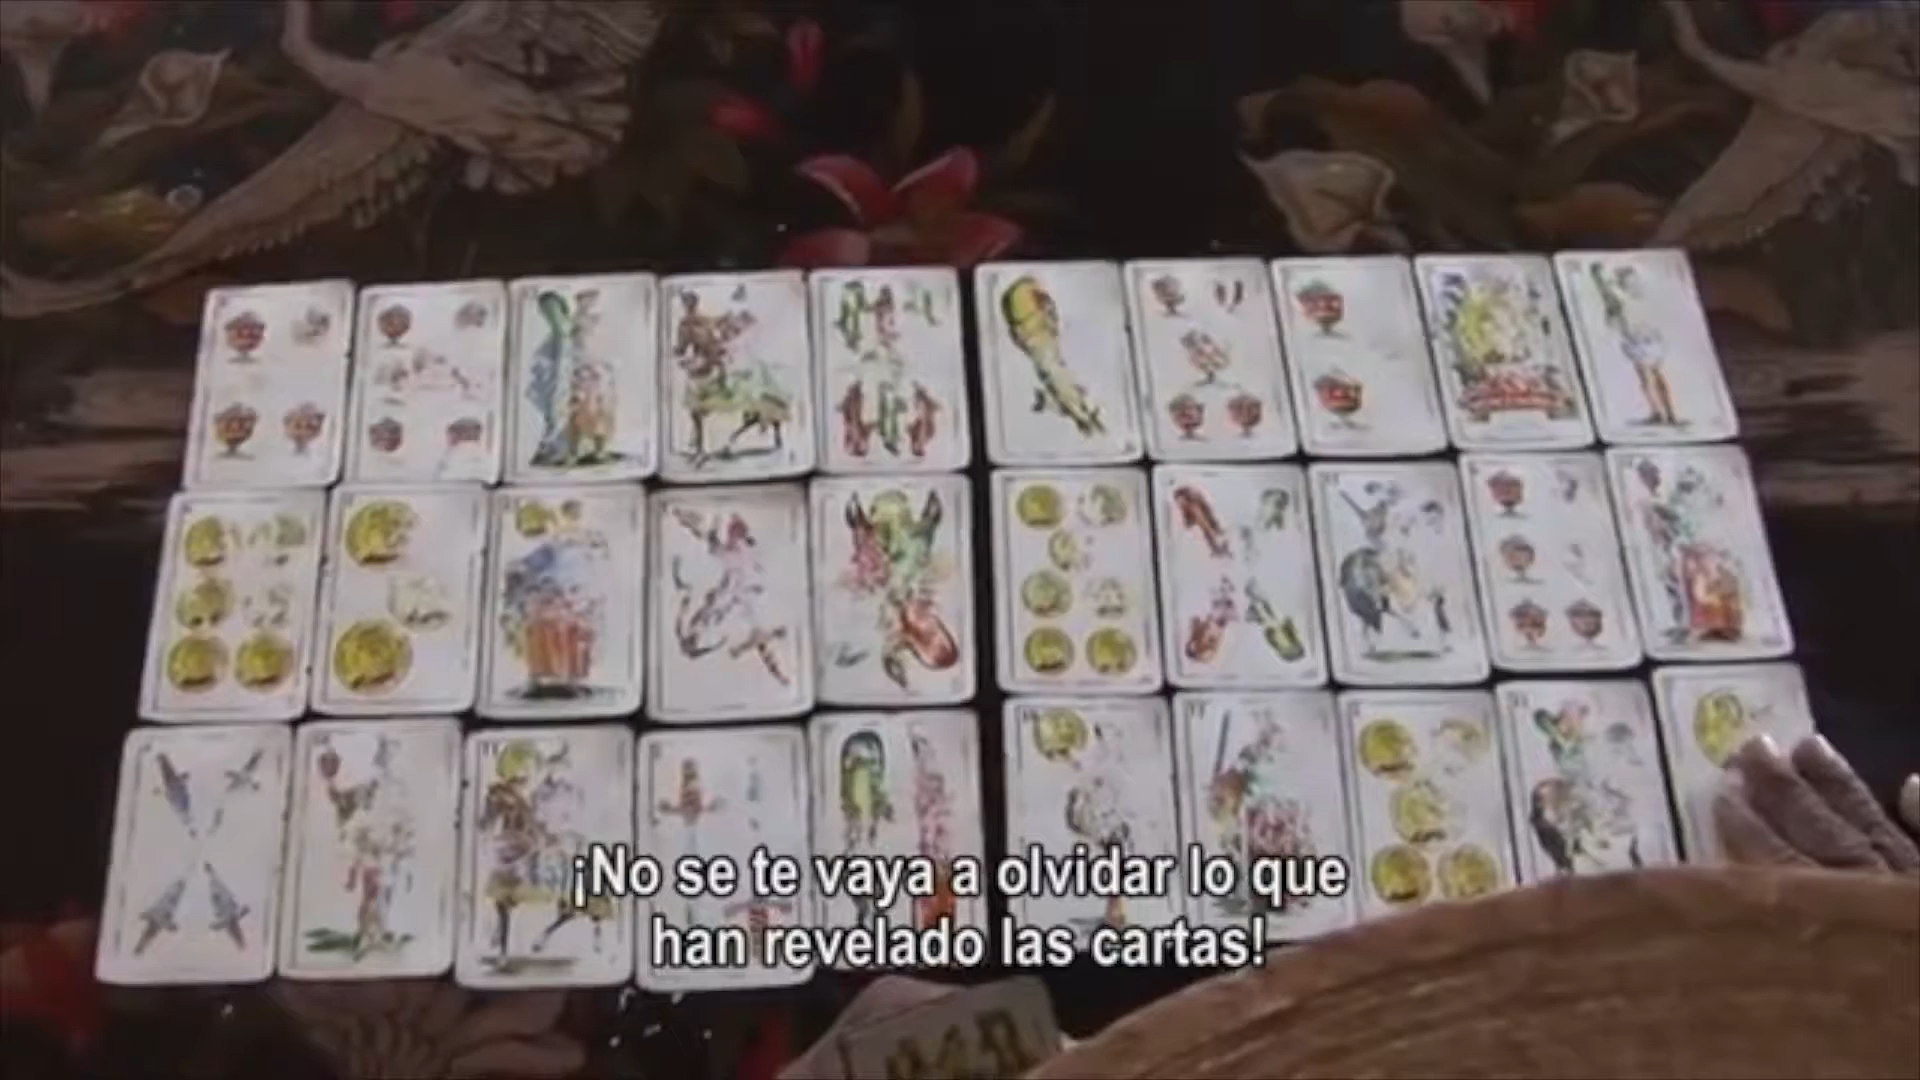 ¡No se te vaya a olvidar lo que
han revelado las cartas!